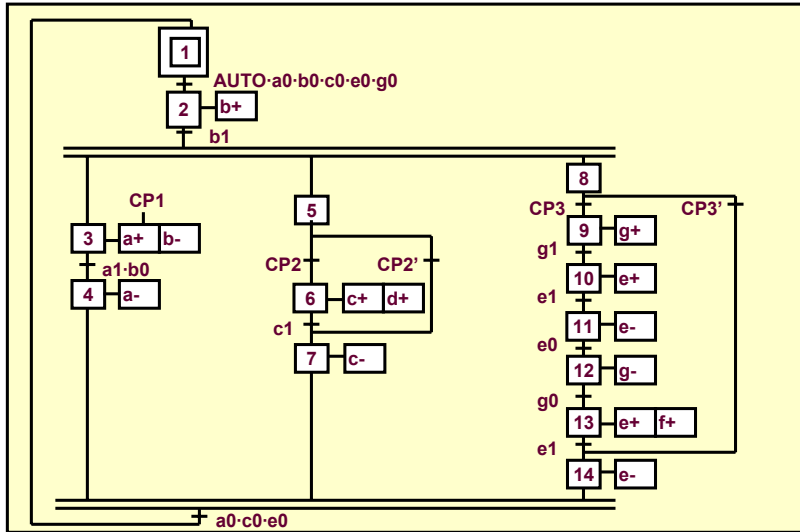 1
AUTO·a0·b0·c0·e0·g0
2 b+
b1
8
CP1 CP3 CP3’
5
3 a+ b- 9 g+
a1·b0 CP2 CP2’ g1
4 a- 6 c+ d+ 10 e+
c1 e1
11 e-
7 c- e0
12 g-
g0
13 e+ f+
e1
14 e-
a0·c0·e0